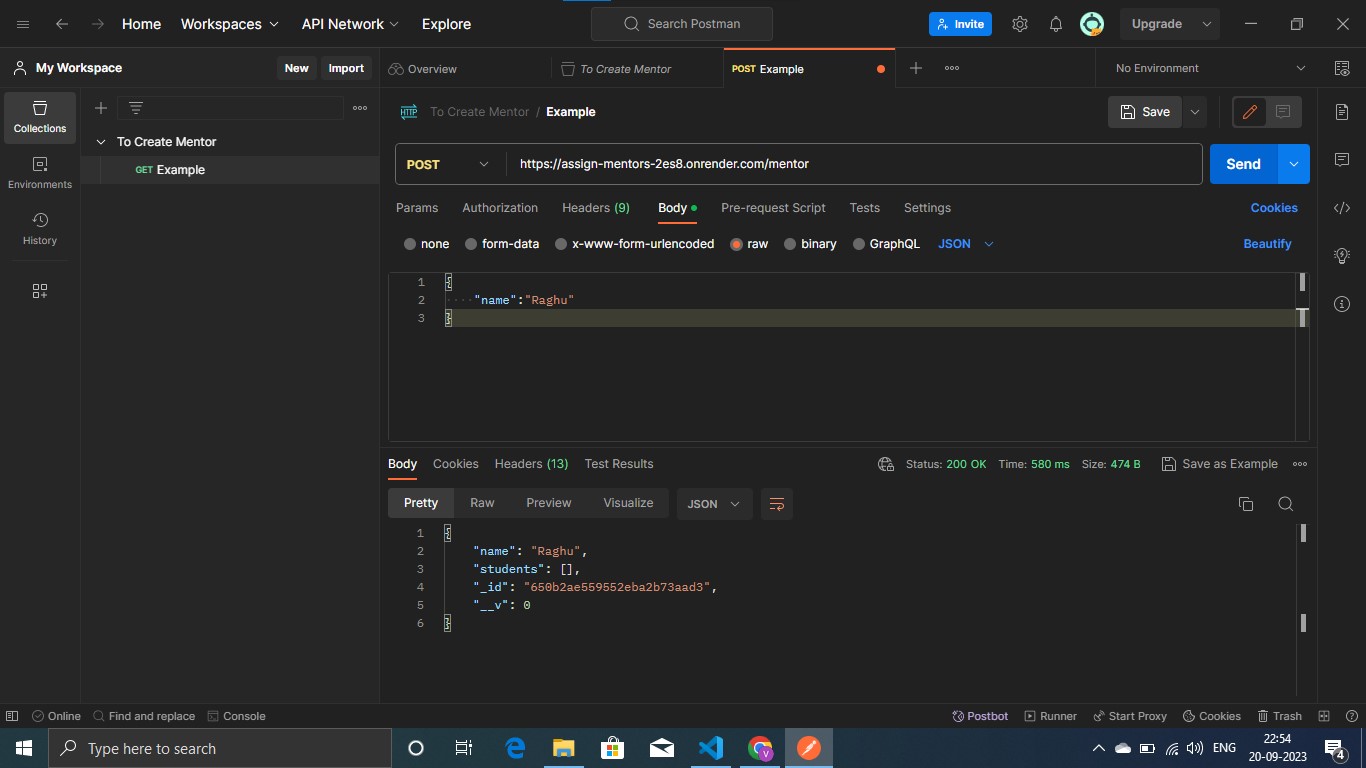 Home Workspaces API Network Explore Search Postman Invite Upgrade
My Workspace New Import Overview To Create Mentor POST Example No Environment
Collections
Environments
History
To Create Mentor
GET Example
HTTP To Create Mentor / Example Save
POST https://assign-mentors-2es8.onrender.com/mentor Send
Params Authorization Headers (9) Body Pre-request Script Tests Settings Cookies
none form-data x-www-form-urlencoded raw binary GraphQL JSON Beautify
1 {
2 "name":"Raghu"
3 }
Body Cookies Headers (13) Test Results Status: 200 OK Time: 580 ms Size: 474 B Save as Example
Pretty Raw Preview Visualize JSON
1 {
2 "name": "Raghu",
3 "students": [],
4 "_id": "650b2ae559552eba2b73aad3",
5 "__v": 0
6 }
Online Find and replace Console Postbot Runner Start Proxy Cookies Trash
Type here to search ENG 22:54
20-09-2023 4